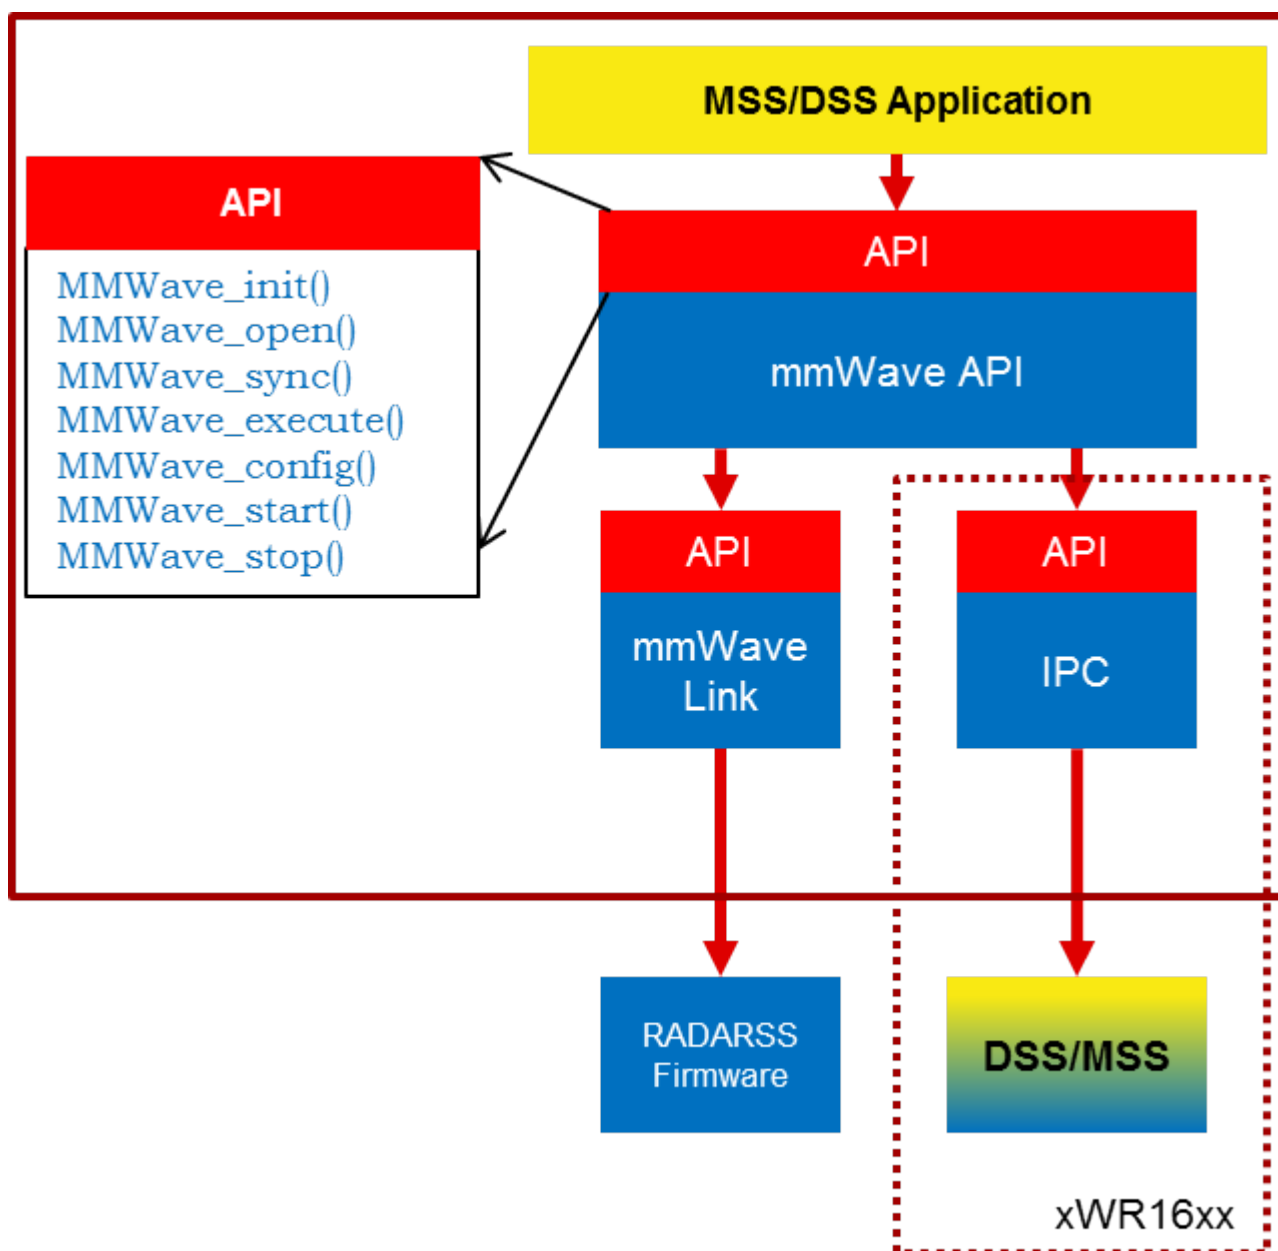 MSS/DSS Application
API
MMWave_init()
MMWave_open()
MMWave_sync()
MMWave_execute()
MMWave_config()
MMWave_start()
MMWave_stop()
API
mmWave API
API
mmWave
Link
API
IPC
RADARSS
Firmware
DSS/MSS
xWR16xx